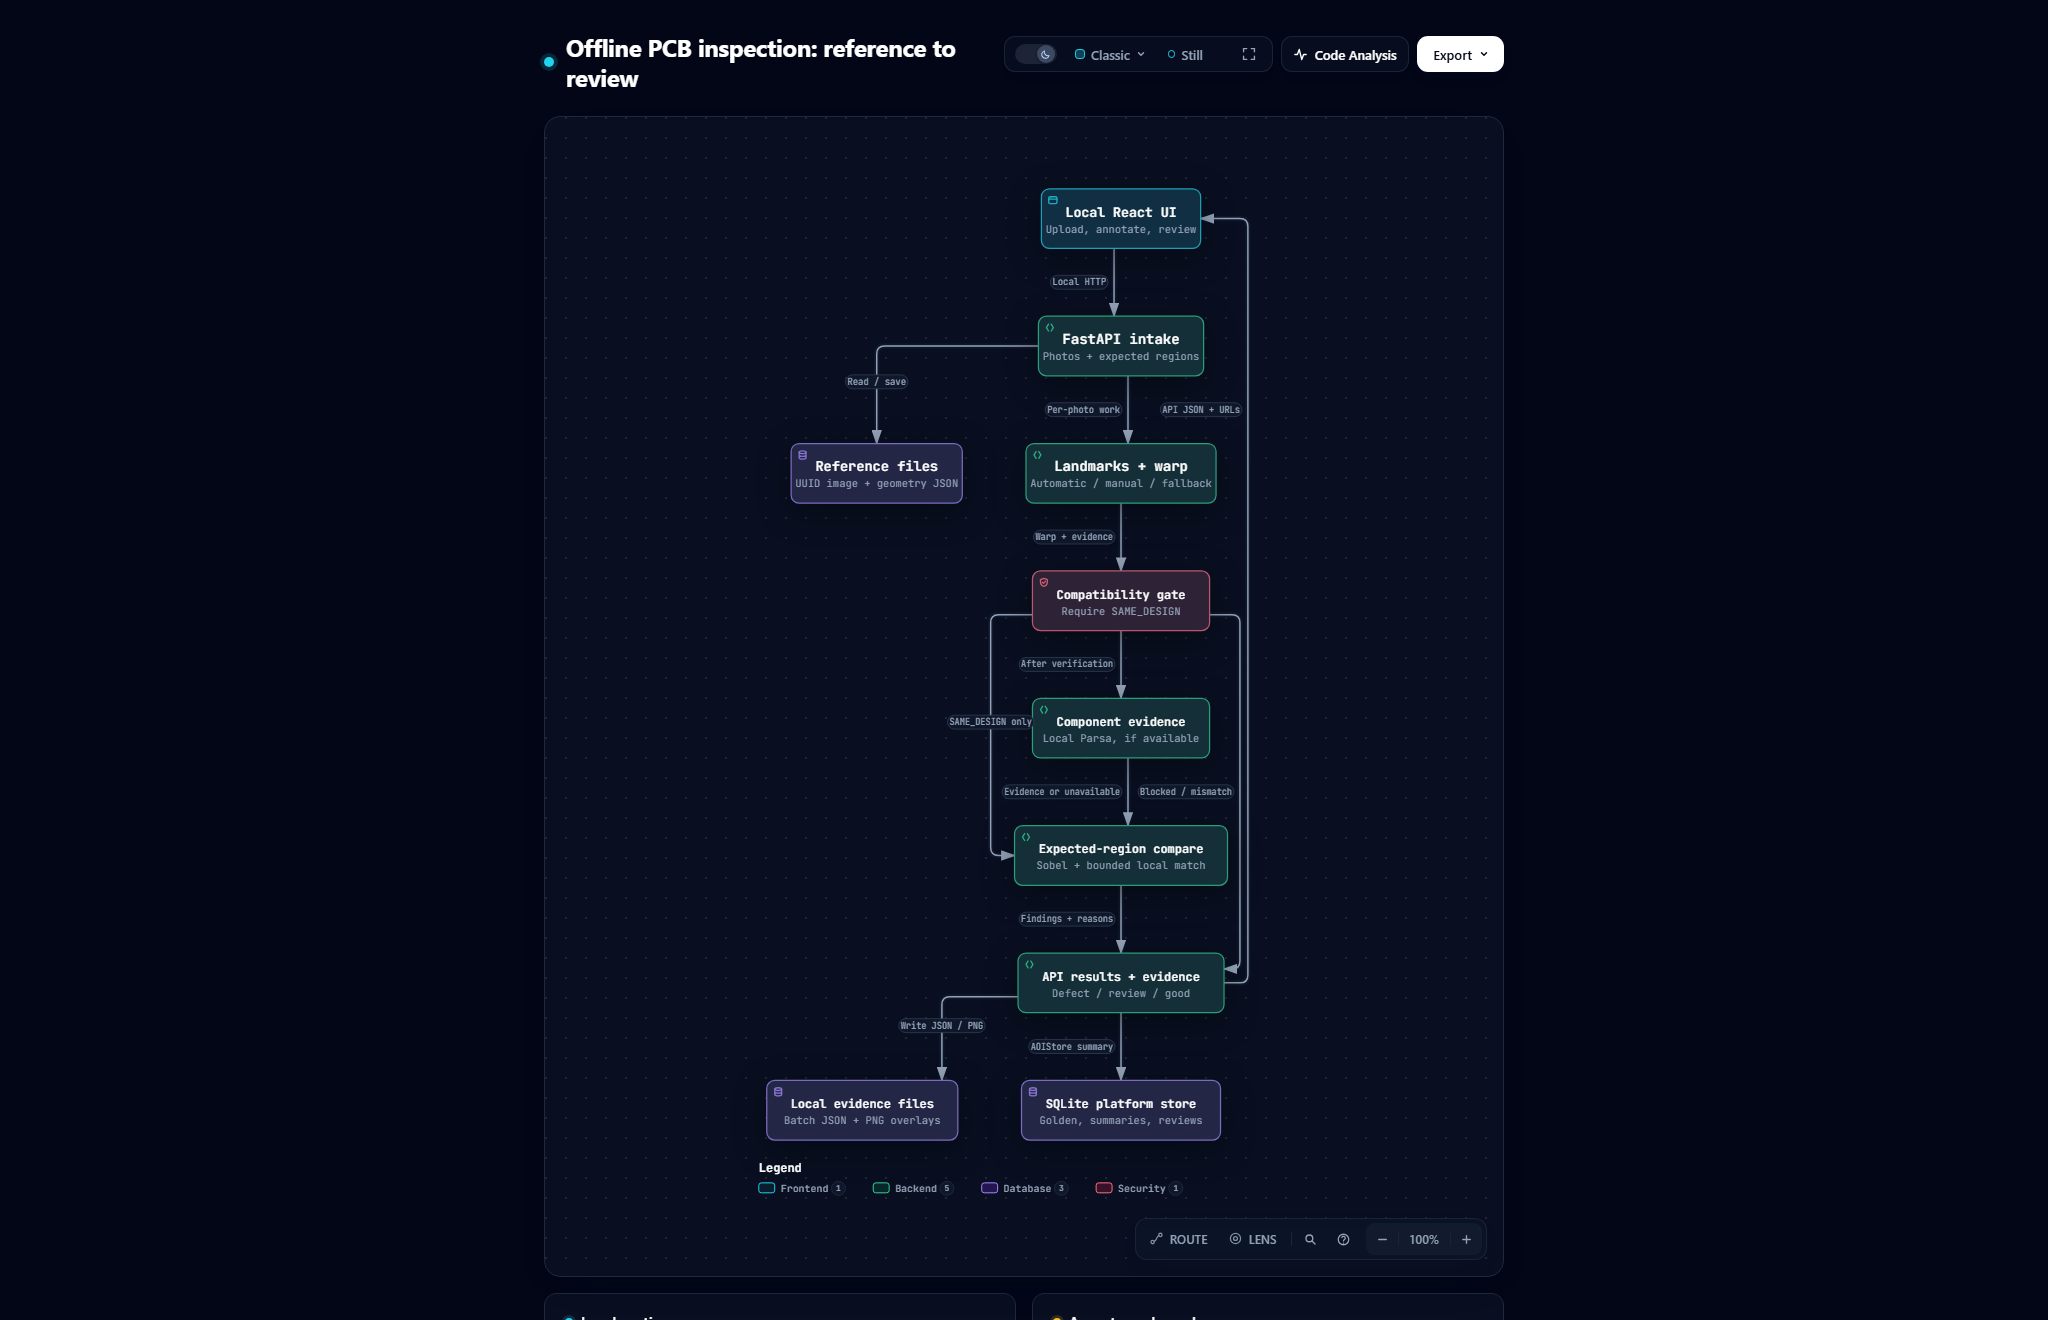 Offline PCB inspection: reference to
review
Classic
Still
Code Analysis
Export
Local React UI
Upload, annotate, review
Local HTTP
FastAPI intake
Photos + expected regions
Read / save
Per-photo work
API JSON + URLs
Reference files
UUID image + geometry JSON
Landmarks + warp
Automatic / manual / fallback
Warp + evidence
Compatibility gate
Require SAME_DESIGN
After verification
SAME_DESIGN only
Component evidence
Local Parsa, if available
Evidence or unavailable
Blocked / mismatch
Expected-region compare
Sobel + bounded local match
Findings + reasons
API results + evidence
Defect / review / good
Write JSON / PNG
AOIStore summary
Local evidence files
Batch JSON + PNG overlays
SQLite platform store
Golden, summaries, reviews
Legend
Frontend 1
Backend 5
Database 3
Security 1
ROUTE
LENS
100%